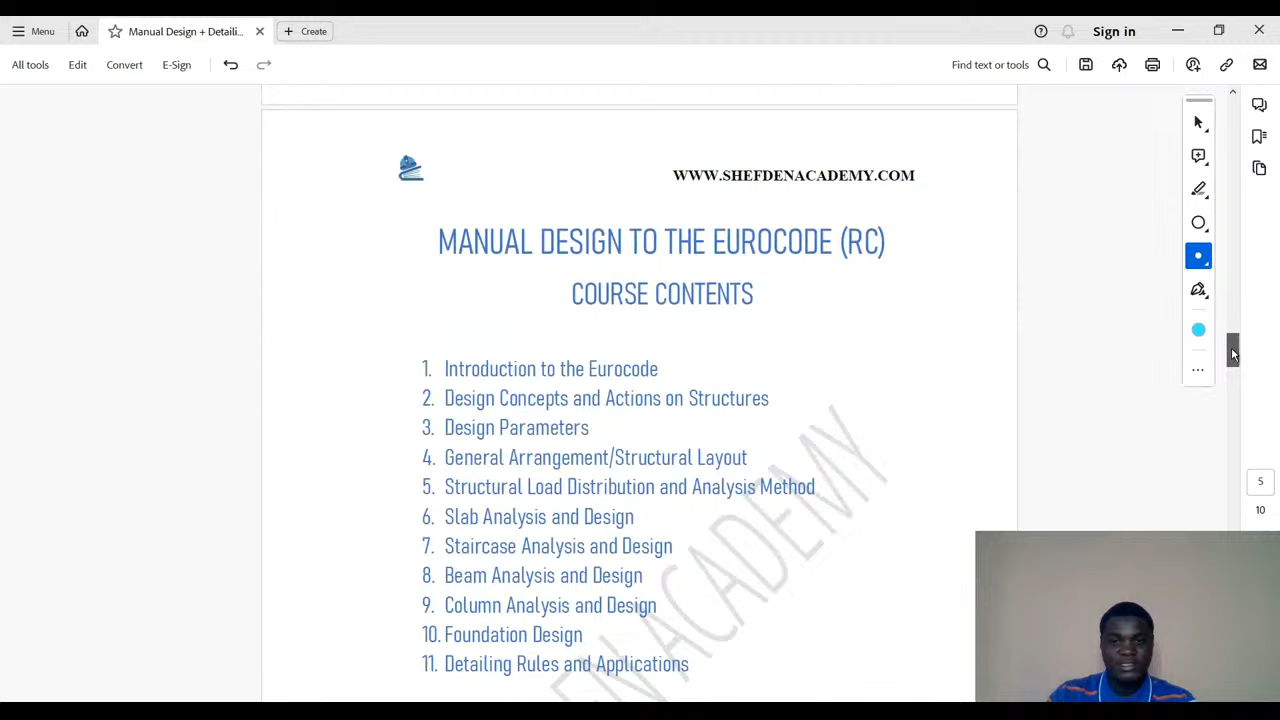 Menu
Manual Design + Detaili...
Create
Sign in
All tools
Edit
Convert
E-Sign
Find text or tools
WWW.SHEFDENACADEMY.COM
MANUAL DESIGN TO THE EUROCODE (RC)
COURSE CONTENTS
1. Introduction to the Eurocode
2. Design Concepts and Actions on Structures
3. Design Parameters
4. General Arrangement/Structural Layout
5. Structural Load Distribution and Analysis Method
6. Slab Analysis and Design
7. Staircase Analysis and Design
8. Beam Analysis and Design
9. Column Analysis and Design
10. Foundation Design
11. Detailing Rules and Applications
EN ACADEMY
5
10